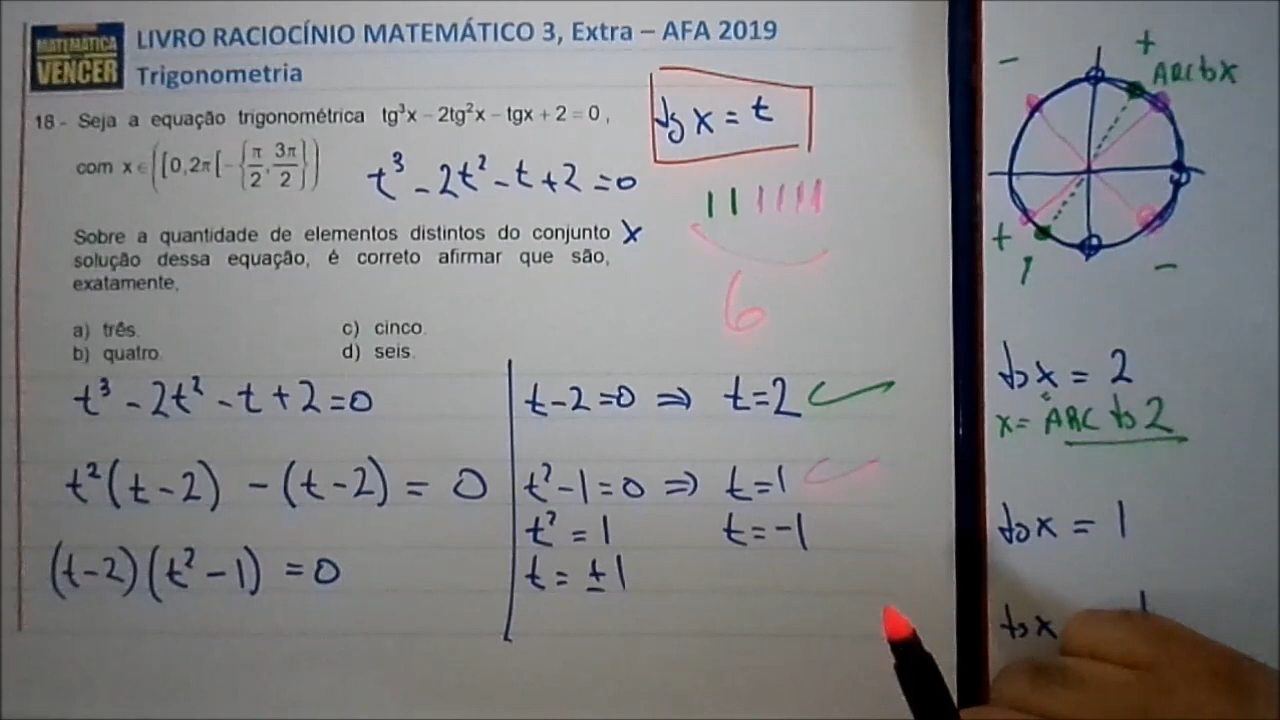 MATEMÁTICA
VENCER
LIVRO RACIOCÍNIO MATEMÁTICO 3, Extra – AFA 2019
Trigonometria
18 - Seja a equação trigonométrica tg³x − 2tg²x − tgx + 2 = 0,
com x ∈ ([0, 2π[ − {π/2, 3π/2})
t³ - 2t² - t + 2 = 0
tg x = t
Sobre a quantidade de elementos distintos do conjunto x
solução dessa equação, é correto afirmar que são,
exatamente,
6
a) três.
b) quatro
c) cinco.
d) seis.
t³ - 2t² - t + 2 = 0
t²(t-2) - (t-2) = 0
(t-2)(t²-1) = 0
t-2=0 ⇒ t=2
t²-1=0 ⇒ t=1
t²=1 t=-1
t=±1
- +
ARC tg x
+ -
tg x = 2
x = ARC tg 2
tg x = 1
tg x